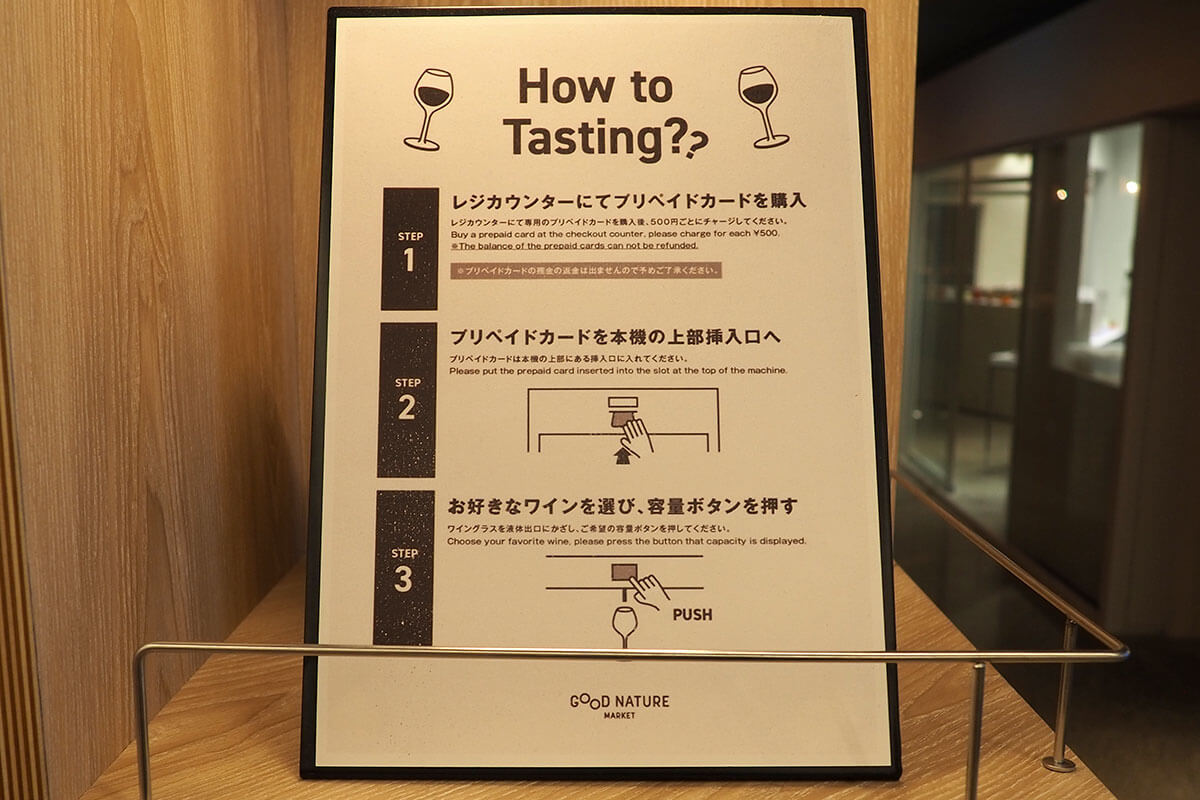 How to
Tasting??
STEP
1
レジカウンターにてプリペイドカードを購入
レジカウンターにて専用のプリペイドカードを購入後、500円ごとにチャージしてください。
Buy a prepaid card at the checkout counter, please charge for each ¥500.
※The balance of the prepaid cards can not be refunded.
※プリペイドカードの残金の返金は出ませんので予めご了承ください。
STEP
2
プリペイドカードを本機の上部挿入口へ
プリペイドカードは本機の上部にある挿入口に入れてください。
Please put the prepaid card inserted into the slot at the top of the machine.
STEP
3
お好きなワインを選び、容量ボタンを押す
ワイングラスを液体出口にかざし、ご希望の容量ボタンを押してください。
Choose your favorite wine, please press the button that capacity is displayed.
PUSH
GOOD NATURE
MARKET